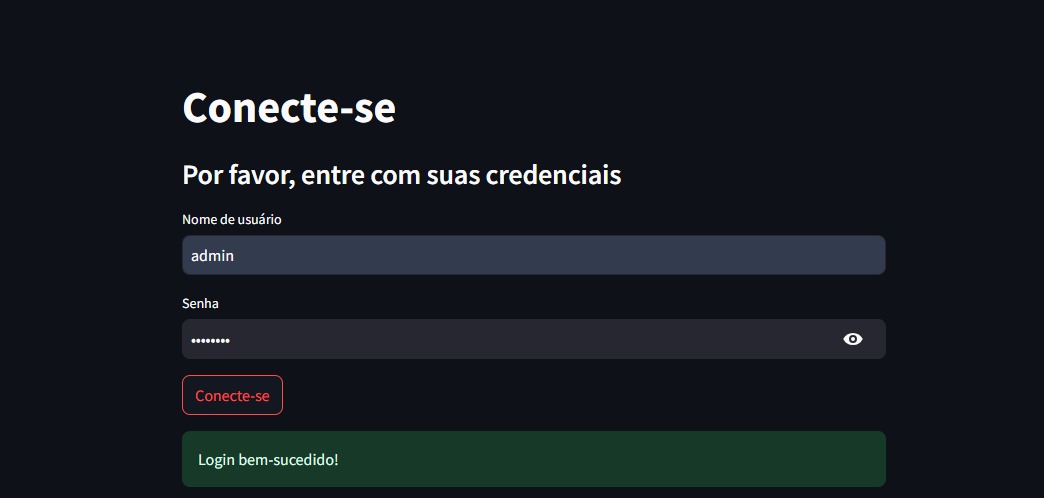 Conecte-se
Por favor, entre com suas credenciais
Nome de usuário
admin
Senha
••••••••
Conecte-se
Login bem-sucedido!